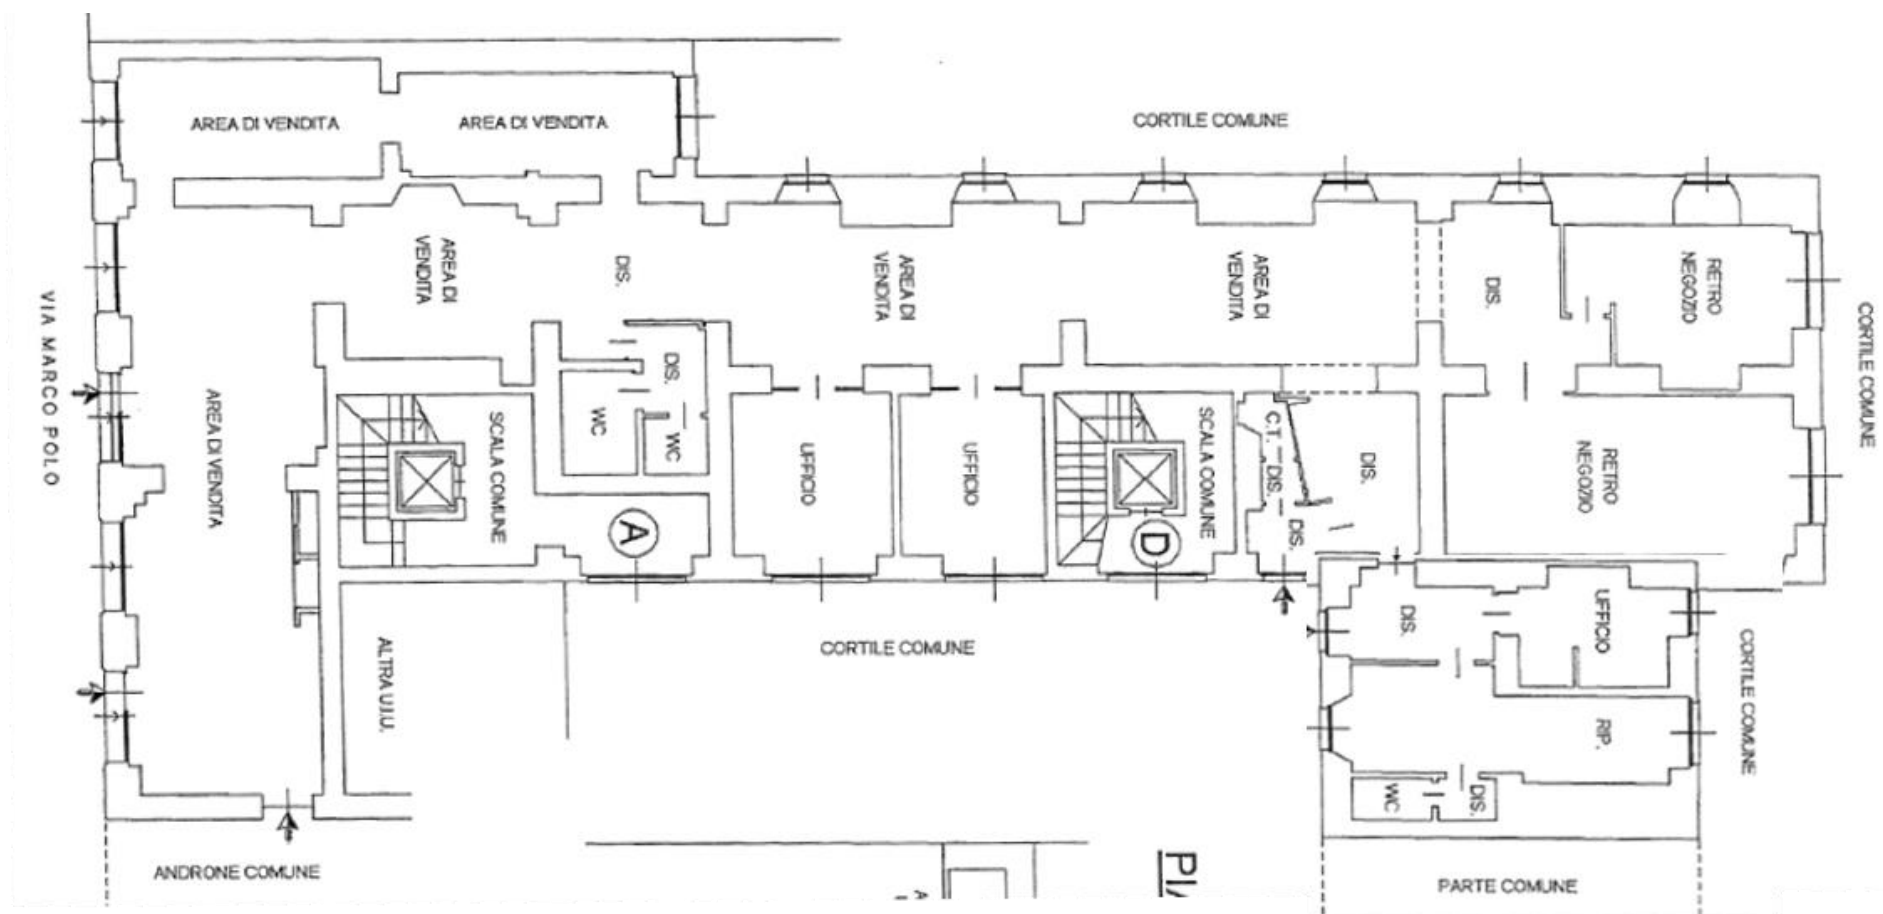 AREA DI VENDITA
AREA DI VENDITA
CORTILE COMUNE
VIA MARCO POLO
AREA DI
VENDITA
DIS.
AREA DI
VENDITA
AREA DI
VENDITA
DIS.
RETRO
NEGOZIO
CORTILE COMUNE
AREA DI VENDITA
SCALA COMUNE
WC
DIS.
WC
A
UFFICIO
UFFICIO
SCALA COMUNE
D
C.T.
DIS.
DIS.
DIS.
RETRO
NEGOZIO
ALTRA U.I.U.
CORTILE COMUNE
DIS.
UFFICIO
RIP.
CORTILE COMUNE
WC
DIS.
ANDRONE COMUNE
PARTE COMUNE
A